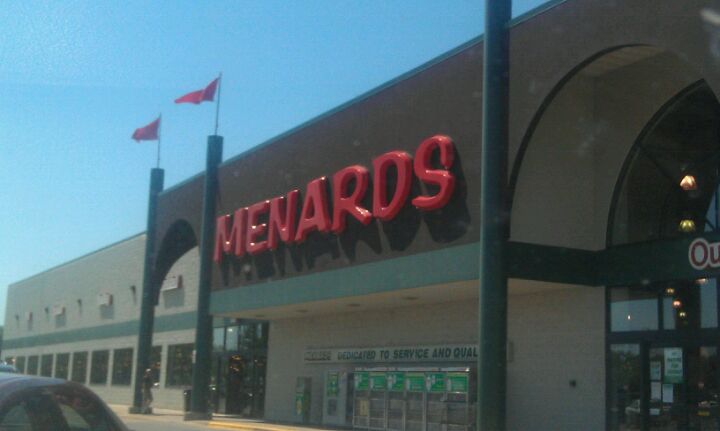 MENARDS
Ou
DEDICATED TO SERVICE AND QUAL